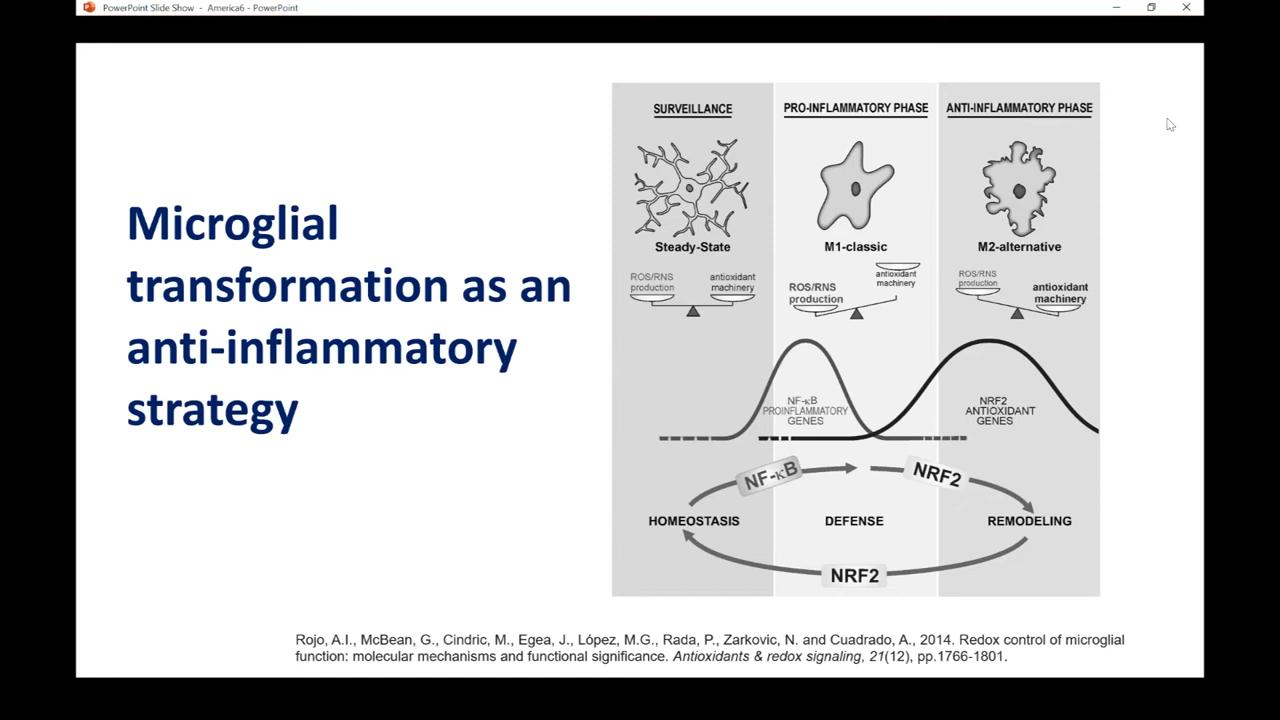 PowerPoint Slide Show - America6 - PowerPoint
Microglial
transformation as an
anti-inflammatory
strategy
SURVEILLANCE
PRO-INFLAMMATORY PHASE
ANTI-INFLAMMATORY PHASE
Steady-State
M1-classic
M2-alternative
ROS/RNS
production
antioxidant
machinery
ROS/RNS
production
antioxidant
machinery
ROS/RNS
production
antioxidant
machinery
NF-κB
PROINFLAMMATORY
GENES
NRF2
ANTIOXIDANT
GENES
NF-κB
NRF2
HOMEOSTASIS
DEFENSE
REMODELING
NRF2
Rojo, A.I., McBean, G., Cindric, M., Egea, J., López, M.G., Rada, P., Zarkovic, N. and Cuadrado, A., 2014. Redox control of microglial
function: molecular mechanisms and functional significance. Antioxidants & redox signaling, 21(12), pp.1766-1801.